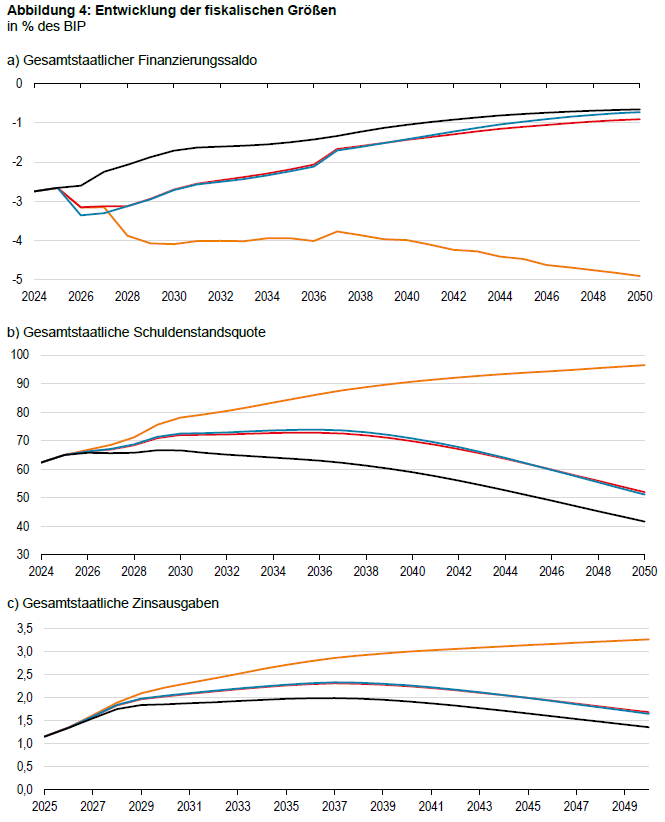 Abbildung 4: Entwicklung der fiskalischen Größen
in % des BIP
a) Gesamtstaatlicher Finanzierungssaldo
0
-1
-2
-3
-4
-5
2024 2026 2028 2030 2032 2034 2036 2038 2040 2042 2044 2046 2048 2050
b) Gesamtstaatliche Schuldenstandsquote
100
90
80
70
60
50
40
30
2024 2026 2028 2030 2032 2034 2036 2038 2040 2042 2044 2046 2048 2050
c) Gesamtstaatliche Zinsausgaben
3,5
3,0
2,5
2,0
1,5
1,0
0,5
0,0
2025 2027 2029 2031 2033 2035 2037 2039 2041 2043 2045 2047 2049